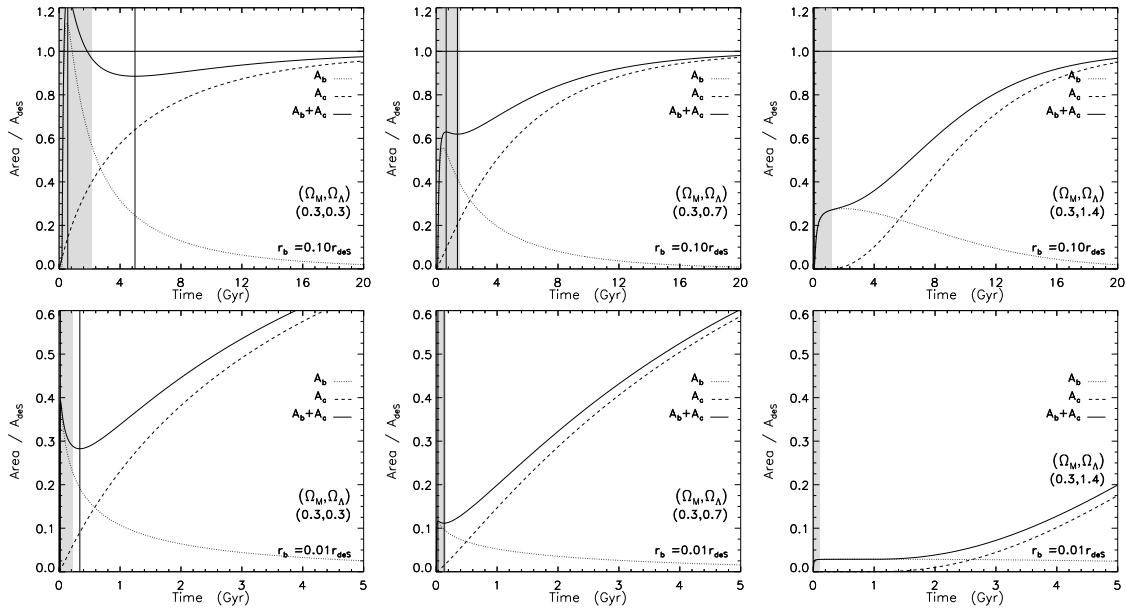 1.2
1.0
0.8
0.6
0.4
0.2
0.0
Area / A_deS
A_b
A_c
A_b+A_c
(Ω_M,Ω_Λ)
(0.3,0.3)
r_b =0.10r_deS
0 4 8 12 16 20
Time (Gyr)
1.2
1.0
0.8
0.6
0.4
0.2
0.0
Area / A_deS
A_b
A_c
A_b+A_c
(Ω_M,Ω_Λ)
(0.3,0.7)
r_b =0.10r_deS
0 4 8 12 16 20
Time (Gyr)
1.2
1.0
0.8
0.6
0.4
0.2
0.0
Area / A_deS
A_b
A_c
A_b+A_c
(Ω_M,Ω_Λ)
(0.3,1.4)
r_b =0.10r_deS
0 4 8 12 16 20
Time (Gyr)
0.6
0.5
0.4
0.3
0.2
0.1
0.0
Area / A_deS
A_b
A_c
A_b+A_c
(Ω_M,Ω_Λ)
(0.3,0.3)
r_b =0.01r_deS
0 1 2 3 4 5
Time (Gyr)
0.6
0.5
0.4
0.3
0.2
0.1
0.0
Area / A_deS
A_b
A_c
A_b+A_c
(Ω_M,Ω_Λ)
(0.3,0.7)
r_b =0.01r_deS
0 1 2 3 4 5
Time (Gyr)
0.6
0.5
0.4
0.3
0.2
0.1
0.0
Area / A_deS
A_b
A_c
A_b+A_c
(Ω_M,Ω_Λ)
(0.3,1.4)
r_b =0.01r_deS
0 1 2 3 4 5
Time (Gyr)